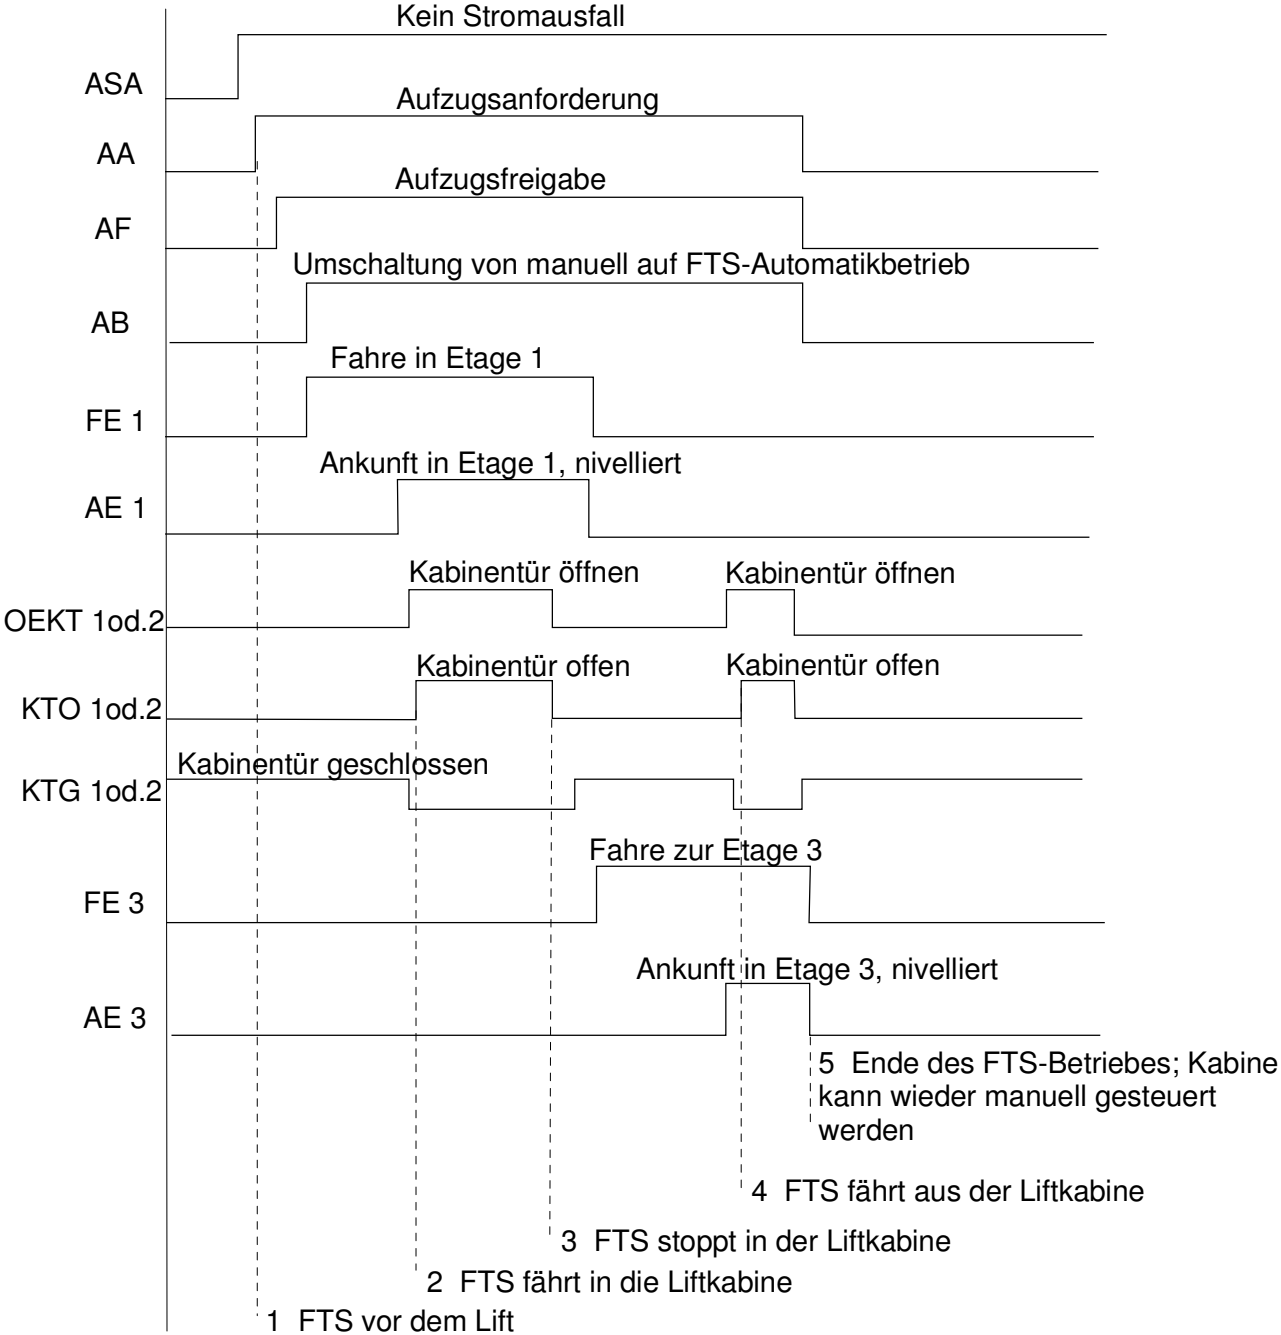 Kein Stromausfall
ASA
Aufzugsanforderung
AA
Aufzugsfreigabe
AF
Umschaltung von manuell auf FTS-Automatikbetrieb
AB
Fahre in Etage 1
FE 1
Ankunft in Etage 1, nivelliert
AE 1
Kabinentür öffnen
Kabinentür öffnen
OEKT 1od.2
Kabinentür offen
Kabinentür offen
KTO 1od.2
Kabinentür geschlossen
KTG 1od.2
Fahre zur Etage 3
FE 3
Ankunft in Etage 3, nivelliert
AE 3
5 Ende des FTS-Betriebes; Kabine
kann wieder manuell gesteuert
werden
4 FTS fährt aus der Liftkabine
3 FTS stoppt in der Liftkabine
2 FTS fährt in die Liftkabine
1 FTS vor dem Lift